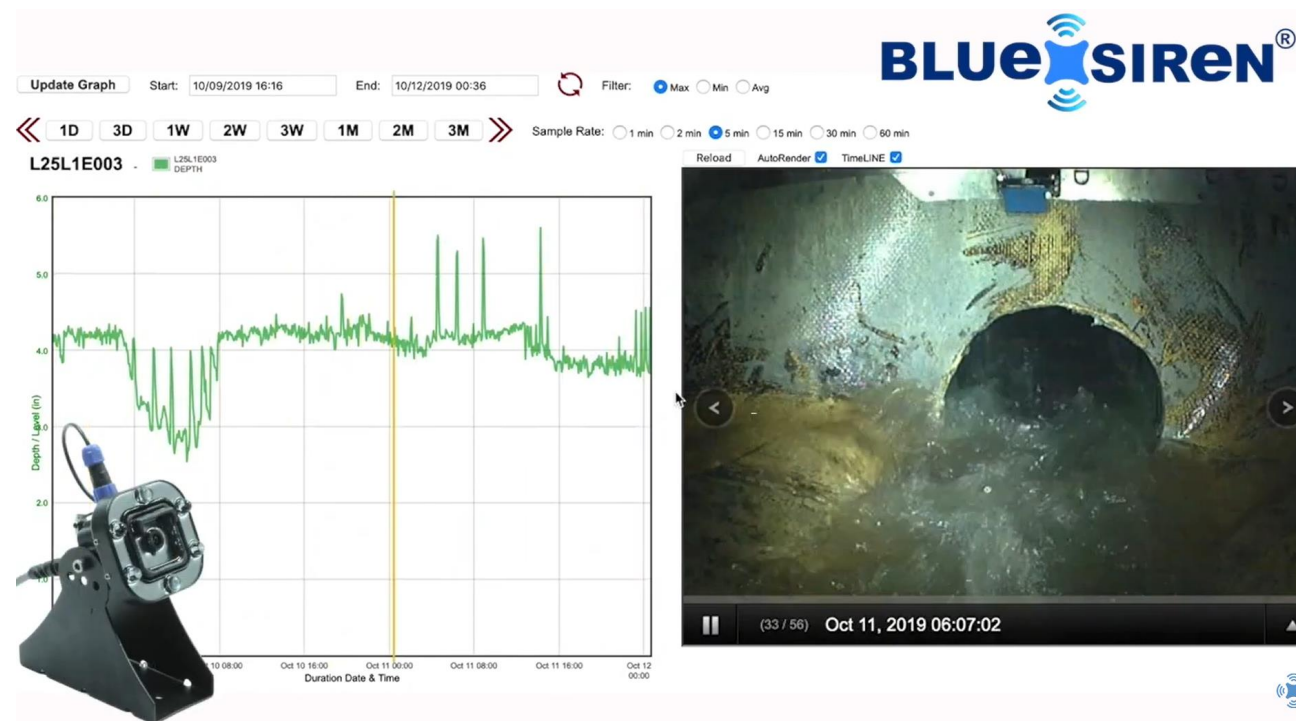 BLUe SIReN®
Update Graph Start: 10/09/2019 16:16 End: 10/12/2019 00:36 Filter: Max Min Avg
1D 3D 1W 2W 3W 1M 2M 3M Sample Rate: 1 min 2 min 5 min 15 min 30 min 60 min
L25L1E003 - L25L1E003
DEPTH
Reload AutoRender TimeLINE
6.0
5.0
4.0
3.0
2.0
1.0
Depth / Level (in)
10 08:00 Oct 10 16:00 Oct 11 00:00 Oct 11 08:00 Oct 11 16:00 Oct 12
00:00
Duration Date & Time
(33 / 56) Oct 11, 2019 06:07:02